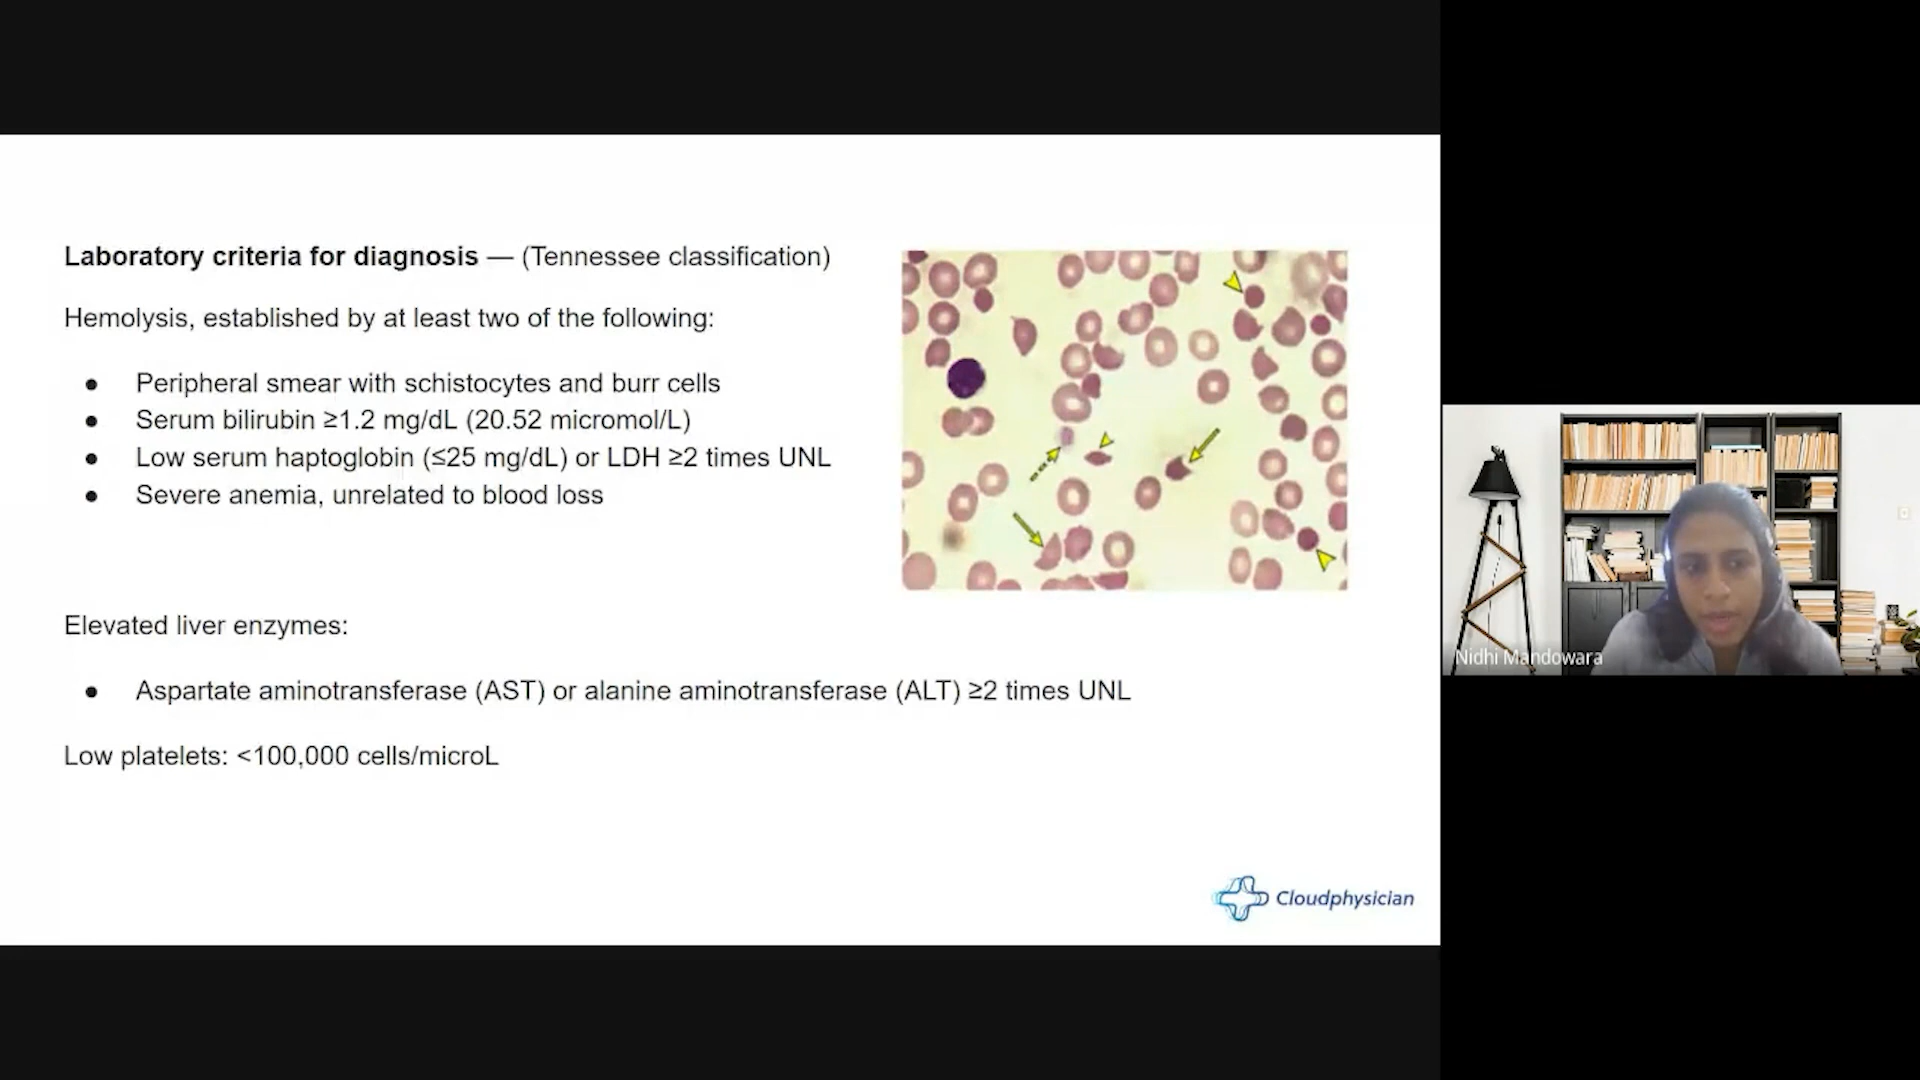 Laboratory criteria for diagnosis — (Tennessee classification)
Hemolysis, established by at least two of the following:
● Peripheral smear with schistocytes and burr cells
● Serum bilirubin ≥1.2 mg/dL (20.52 micromol/L)
● Low serum haptoglobin (≤25 mg/dL) or LDH ≥2 times UNL
● Severe anemia, unrelated to blood loss
Elevated liver enzymes:
● Aspartate aminotransferase (AST) or alanine aminotransferase (ALT) ≥2 times UNL
Low platelets: <100,000 cells/microL
Cloudphysician
Nidhi Mandowara